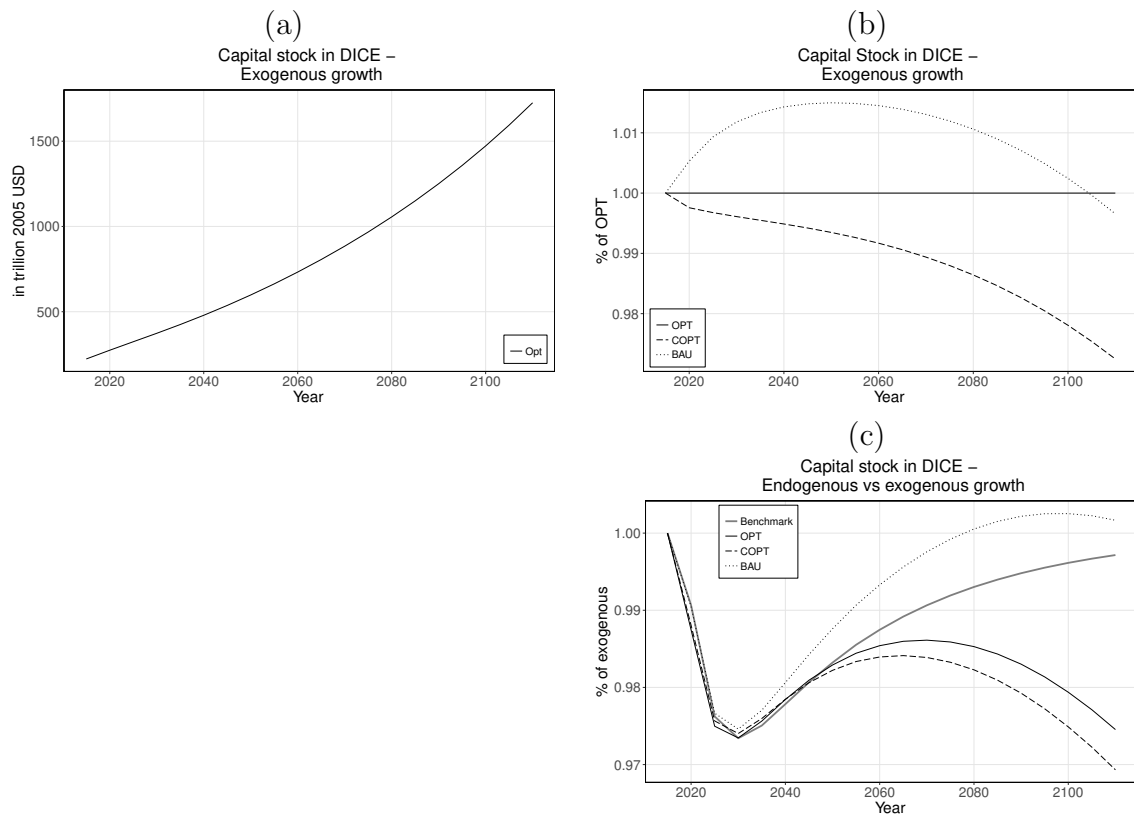 (a)
Capital stock in DICE –
Exogenous growth
in trillion 2005 USD
1500
1000
500
Opt
2020 2040 2060 2080 2100
Year
(b)
Capital Stock in DICE –
Exogenous growth
% of OPT
1.01
1.00
0.99
0.98
OPT
COPT
BAU
2020 2040 2060 2080 2100
Year
(c)
Capital stock in DICE –
Endogenous vs exogenous growth
% of exogenous
1.00
0.99
0.98
0.97
Benchmark
OPT
COPT
BAU
2020 2040 2060 2080 2100
Year